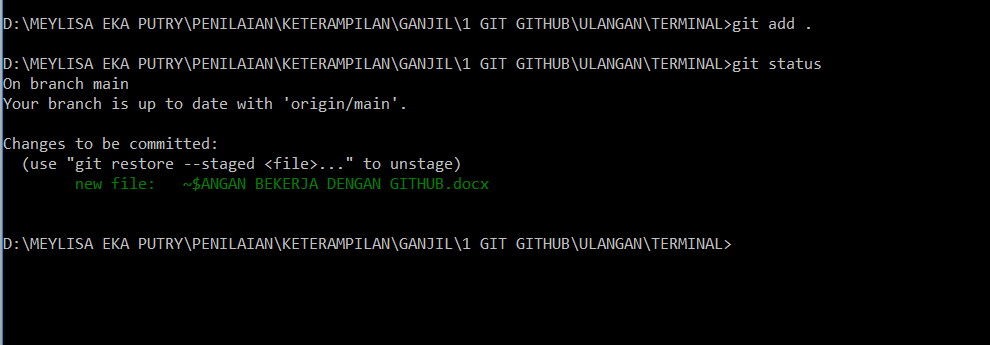 D:\MEYLISA EKA PUTRY\PENILAIAN\KETERAMPILAN\GANJIL\1 GIT GITHUB\ULANGAN\TERMINAL>git add .
D:\MEYLISA EKA PUTRY\PENILAIAN\KETERAMPILAN\GANJIL\1 GIT GITHUB\ULANGAN\TERMINAL>git status
On branch main
Your branch is up to date with 'origin/main'.
Changes to be committed:
  (use "git restore --staged <file>..." to unstage)
        new file:   ~$ANGAN BEKERJA DENGAN GITHUB.docx
D:\MEYLISA EKA PUTRY\PENILAIAN\KETERAMPILAN\GANJIL\1 GIT GITHUB\ULANGAN\TERMINAL>